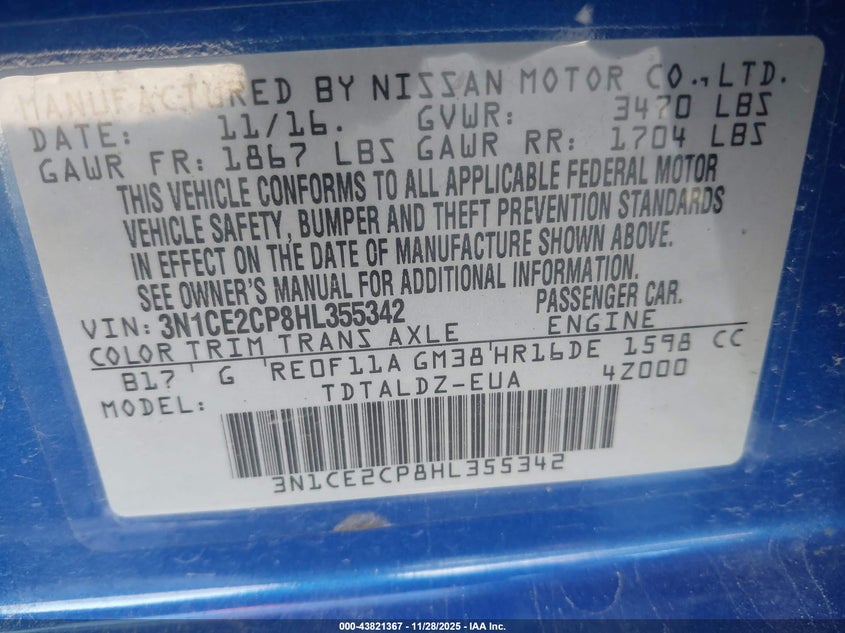 MANUFACTURED BY NISSAN MOTOR CO., LTD.
DATE: 11/16. GVWR: 3470 LBS
GAWR FR: 1867 LBS GAWR RR: 1704 LBS
THIS VEHICLE CONFORMS TO ALL APPLICABLE FEDERAL MOTOR
VEHICLE SAFETY, BUMPER AND THEFT PREVENTION STANDARDS
IN EFFECT ON THE DATE OF MANUFACTURE SHOWN ABOVE.
SEE OWNER'S MANUAL FOR ADDITIONAL INFORMATION.
VIN: 3N1CE2CP8HL355342 PASSENGER CAR.
COLOR TRIM TRANS AXLE ENGINE
B17 G RE0F11A GM38 HR16DE 1598 CC
MODEL: TDTALDZ-EUA 4Z000
3N1CE2CP8HL355342
000-43821367 - 11/28/2025 - IAA Inc.